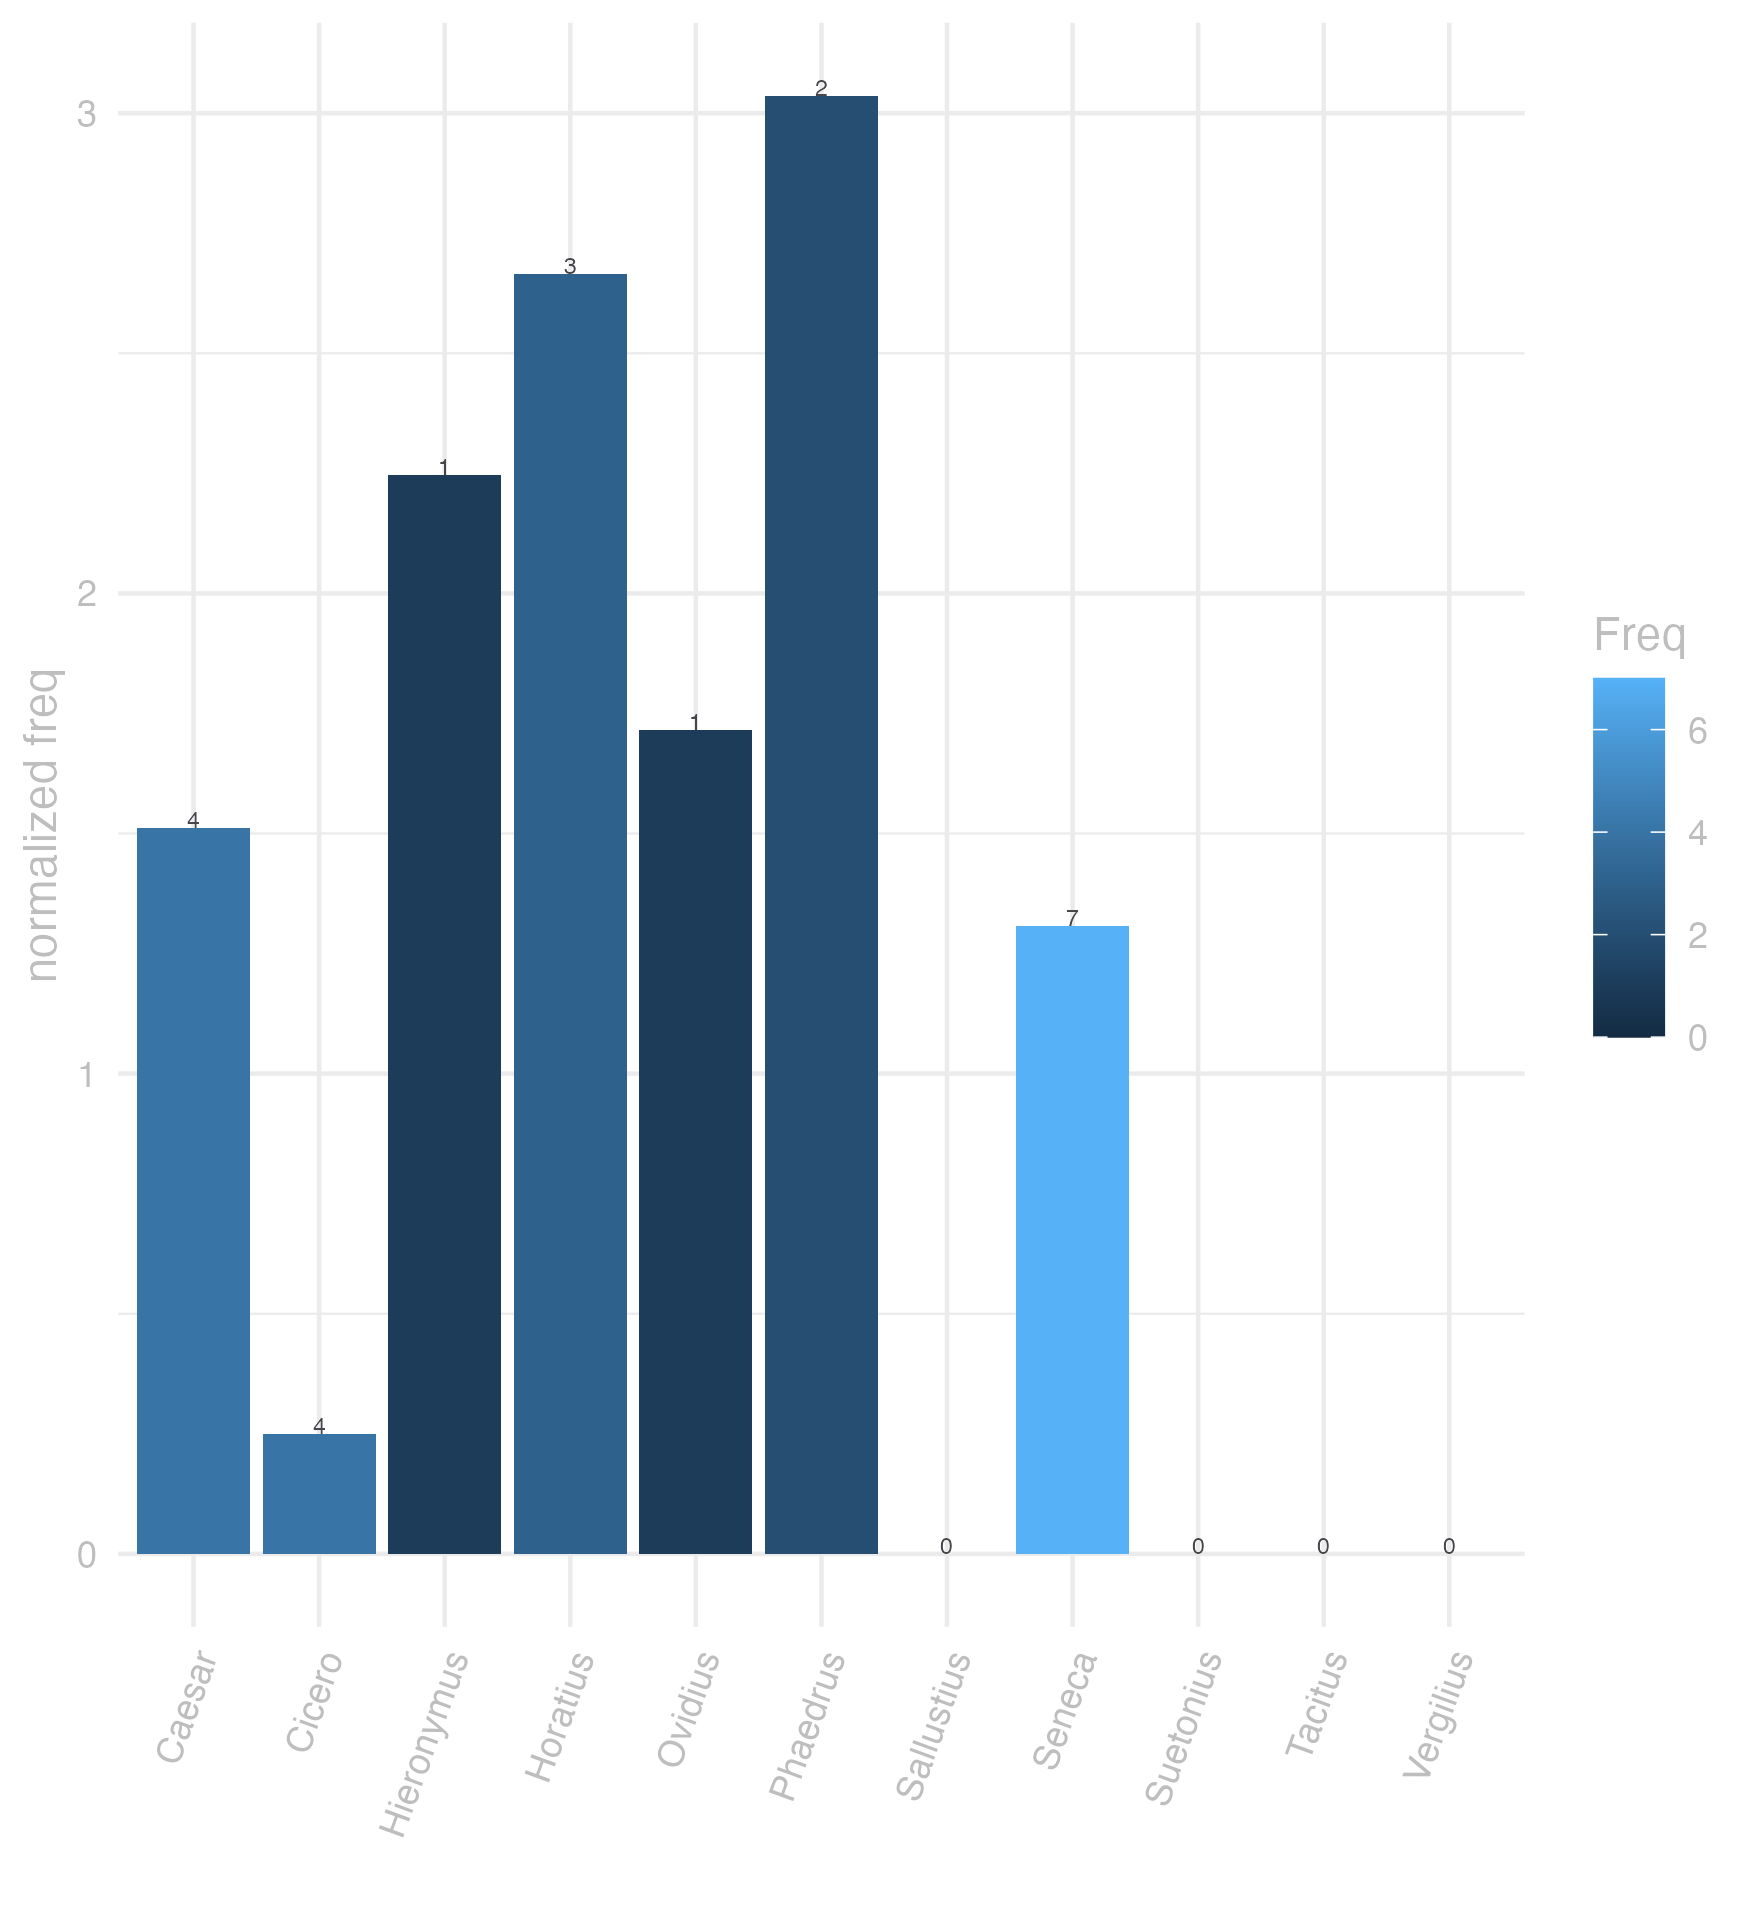 3
2
1
0
normalized freq
4
4
1
3
1
2
0
7
0
0
0
Caesar
Cicero
Hieronymus
Horatius
Ovidius
Phaedrus
Sallustius
Seneca
Suetonius
Tacitus
Vergilius
Freq
6
4
2
0